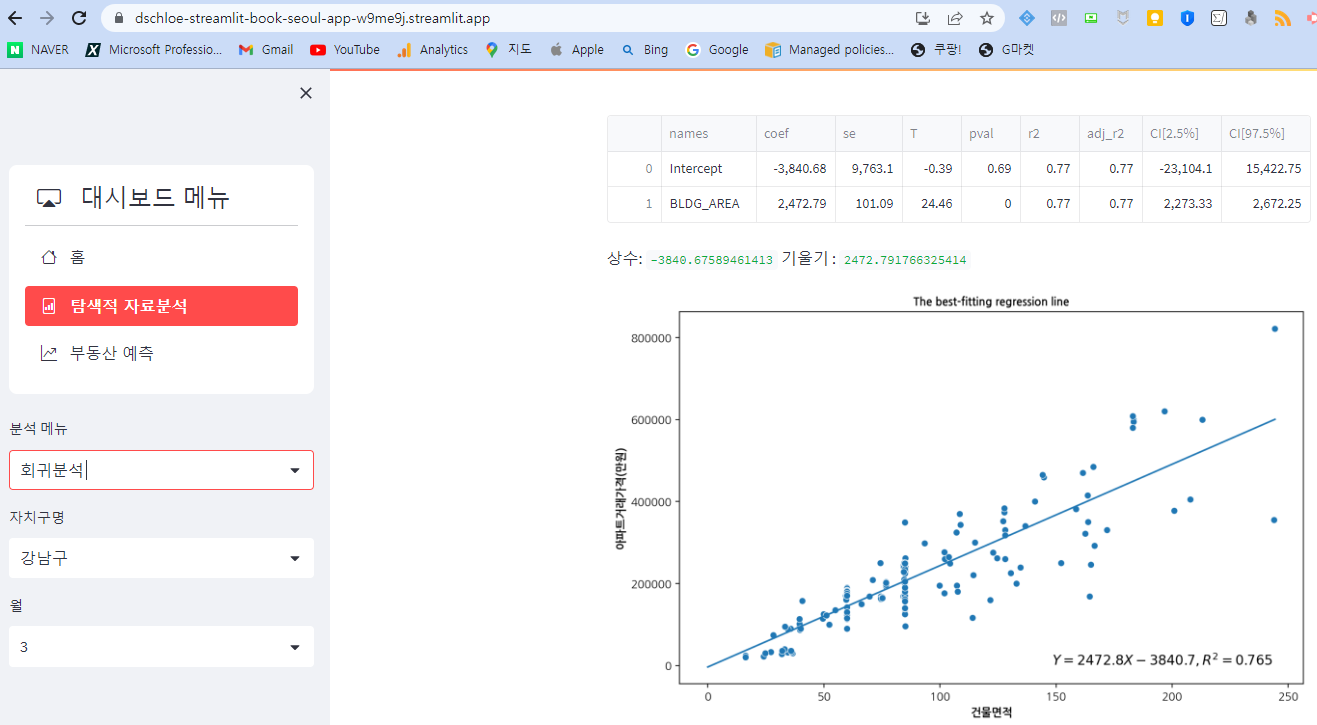 dschloe-streamlit-book-seoul-app-w9me9j.streamlit.app
NAVER Microsoft Professio... Gmail YouTube Analytics 지도 Apple Bing Google Managed policies... 쿠팡! G마켓
대시보드 메뉴
홈
탐색적 자료분석
부동산 예측
분석 메뉴
회귀분석
자치구명
강남구
월
3
names coef se T pval r2 adj_r2 CI[2.5%] CI[97.5%]
0 Intercept -3,840.68 9,763.1 -0.39 0.69 0.77 0.77 -23,104.1 15,422.75
1 BLDG_AREA 2,472.79 101.09 24.46 0 0.77 0.77 2,273.33 2,672.25
상수: -3840.67589461413 기울기: 2472.791766325414
The best-fitting regression line
800000
600000
400000
200000
0
아파트거래가격(만원)
Y = 2472.8X − 3840.7, R² = 0.765
0 50 100 150 200 250
건물면적